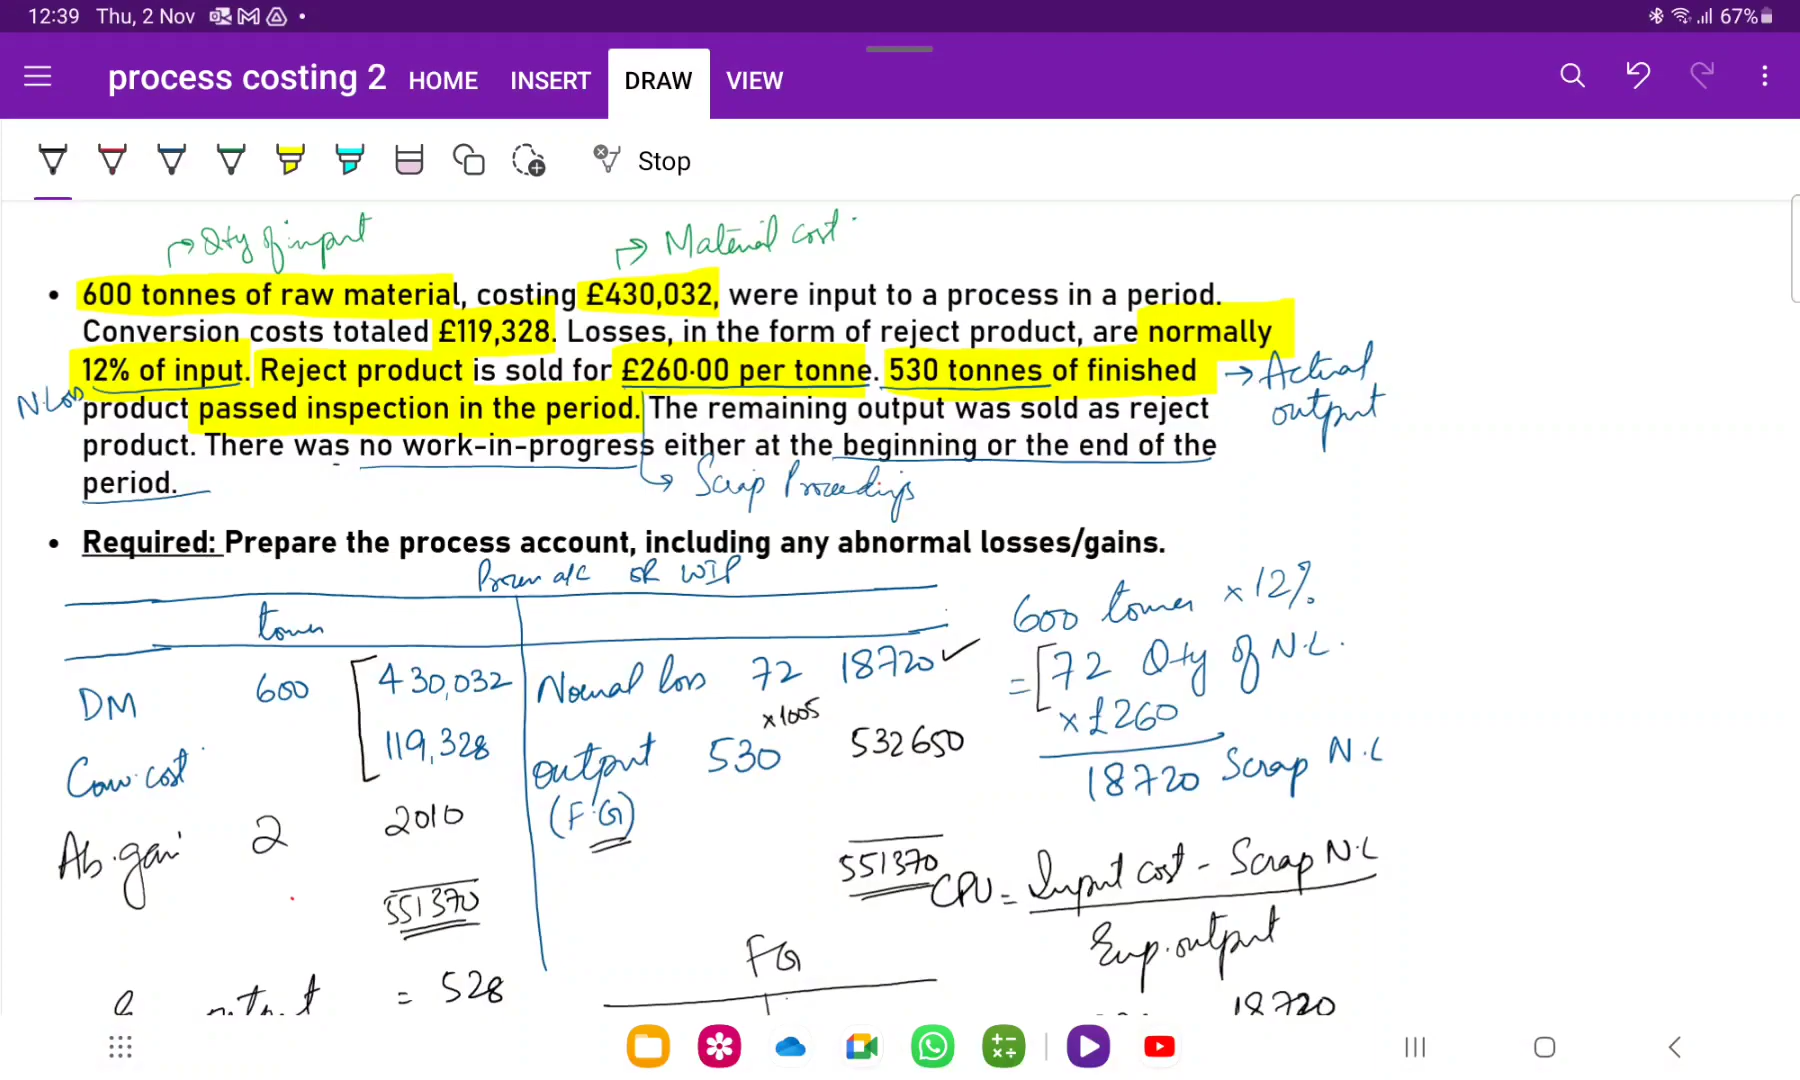 12:39 Thu, 2 Nov
67%
process costing 2 HOME INSERT DRAW VIEW
Stop
Qty of input
Material cost
• 600 tonnes of raw material, costing £430,032, were input to a process in a period.
Conversion costs totaled £119,328. Losses, in the form of reject product, are normally
12% of input. Reject product is sold for £260·00 per tonne. 530 tonnes of finished
→ Actual output
N.Loss
product passed inspection in the period. The remaining output was sold as reject
product. There was no work-in-progress either at the beginning or the end of the
period.
Scrap Proceedings
• Required: Prepare the process account, including any abnormal losses/gains.
Process a/c OR WIP
tonnes
DM 600 430,032
Con.cost 119,328
Ab.gain 2 2010
551370
Normal loss 72 18720 ✓
x1005
output 530 532650
(F.G)
551370
600 tonnes x12%
= 72 Qty of N.L.
x £260
18720 Scrap N.L
CPU = Input cost - Scrap N.L
Exp.output
output = 528
FG
18720